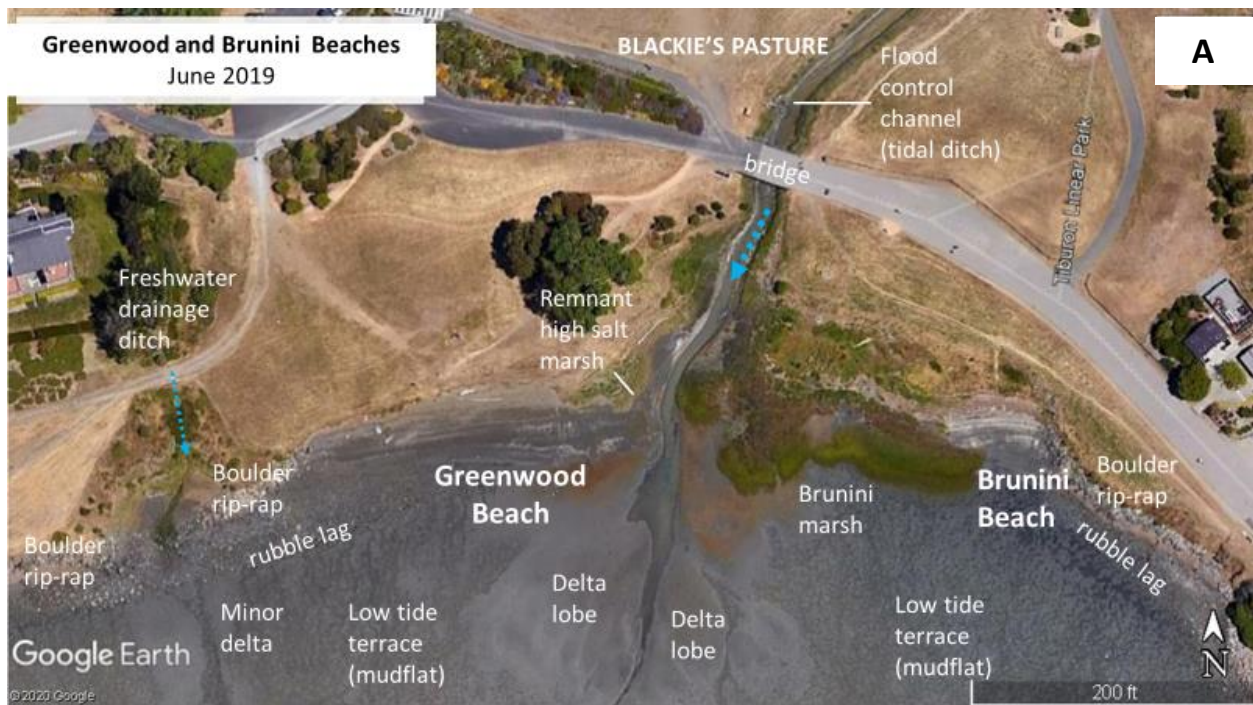 Greenwood and Brunini Beaches
June 2019
BLACKIE'S PASTURE
A
Flood
control
channel
(tidal ditch)
bridge
Tiburon Linear Park
Freshwater
drainage
ditch
Remnant
high salt
marsh
Boulder
rip-rap
Greenwood
Beach
Brunini
marsh
Brunini
Beach
Boulder
rip-rap
Boulder
rip-rap
rubble lag
rubble lag
Minor
delta
Low tide
terrace
(mudflat)
Delta
lobe
Delta
lobe
Low tide
terrace
(mudflat)
Google Earth
©2020 Google
N
200 ft